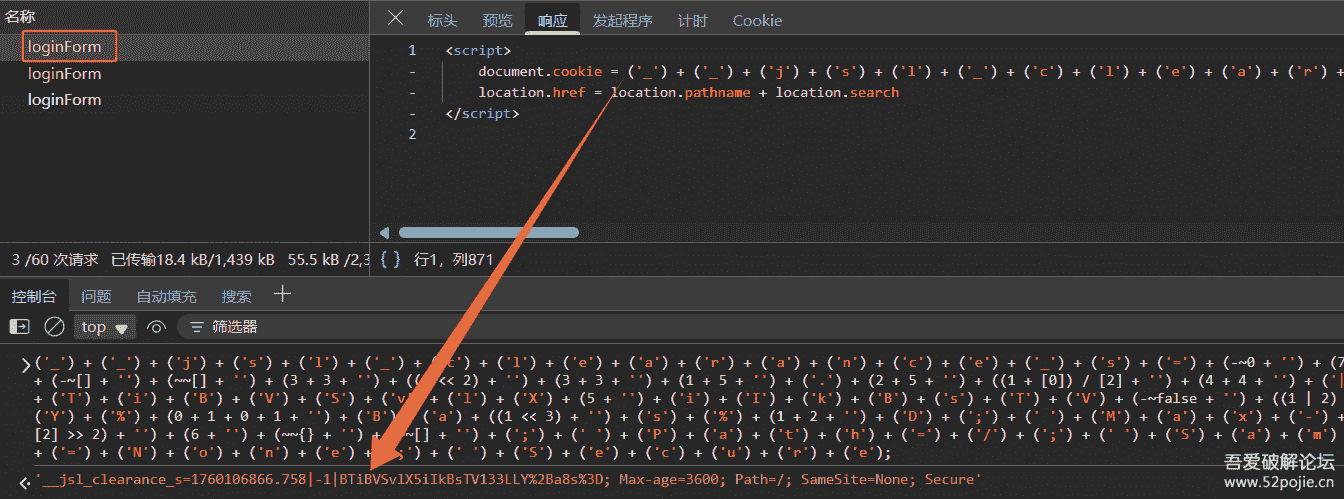 名称
loginForm
loginForm
loginForm
3 /60 次请求 已传输18.4 kB/1,439 kB 55.5 kB /2,3
标头 预览 响应 发起程序 计时 Cookie
1 <script>
- document.cookie = ('_') + ('_') + ('j') + ('s') + ('l') + ('_') + ('c') + ('l') + ('e') + ('a') + ('r') +
- location.href = location.pathname + location.search
- </script>
2
{ } 行1，列871
控制台 问题 自动填充 搜索
top 筛选器
('_') + ('_') + ('j') + ('s') + ('l') + ('_') + ('c') + ('l') + ('e') + ('a') + ('r') + ('a') + ('n') + ('c') + ('e') + ('_') + ('s') + ('=') + (-~0 + '') + (7
+ (-~[] + '') + (~~[] + '') + (3 + 3 + '') + (( << 2) + '') + (3 + 3 + '') + (1 + 5 + '') + ('.') + (2 + 5 + '') + ((1 + [0]) / [2] + '') + (4 + 4 + '') + ('|
+ ('T') + ('i') + ('B') + ('V') + ('S') + ('v') + ('l') + ('X') + (5 + '') + ('i') + ('I') + ('k') + ('B') + ('s') + ('T') + ('V') + (-~false + '') + ((1 | 2)
('Y') + ('%') + (0 + 1 + 0 + 1 + '') + ('B') + ('a') + ((1 << 3) + '') + ('s') + ('%') + (1 + 2 + '') + ('D') + (';') + (' ') + ('M') + ('a') + ('x') + ('-') +
[2] >> 2) + '') + (6 + '') + (~~{} + '') + (~~[] + '') + (';') + (' ') + ('P') + ('a') + ('t') + ('h') + ('=') + ('/') + (';') + (' ') + ('S') + ('a') + ('m')
+ ('=') + ('N') + ('o') + ('n') + ('e') + (';') + (' ') + ('S') + ('e') + ('c') + ('u') + ('r') + ('e');
'__jsl_clearance_s=1760106866.758|-1|BTiBVSvlX5iIkBsTV133LLY%2Ba8s%3D; Max-age=3600; Path=/; SameSite=None; Secure'
吾爱破解论坛
www.52pojie.cn